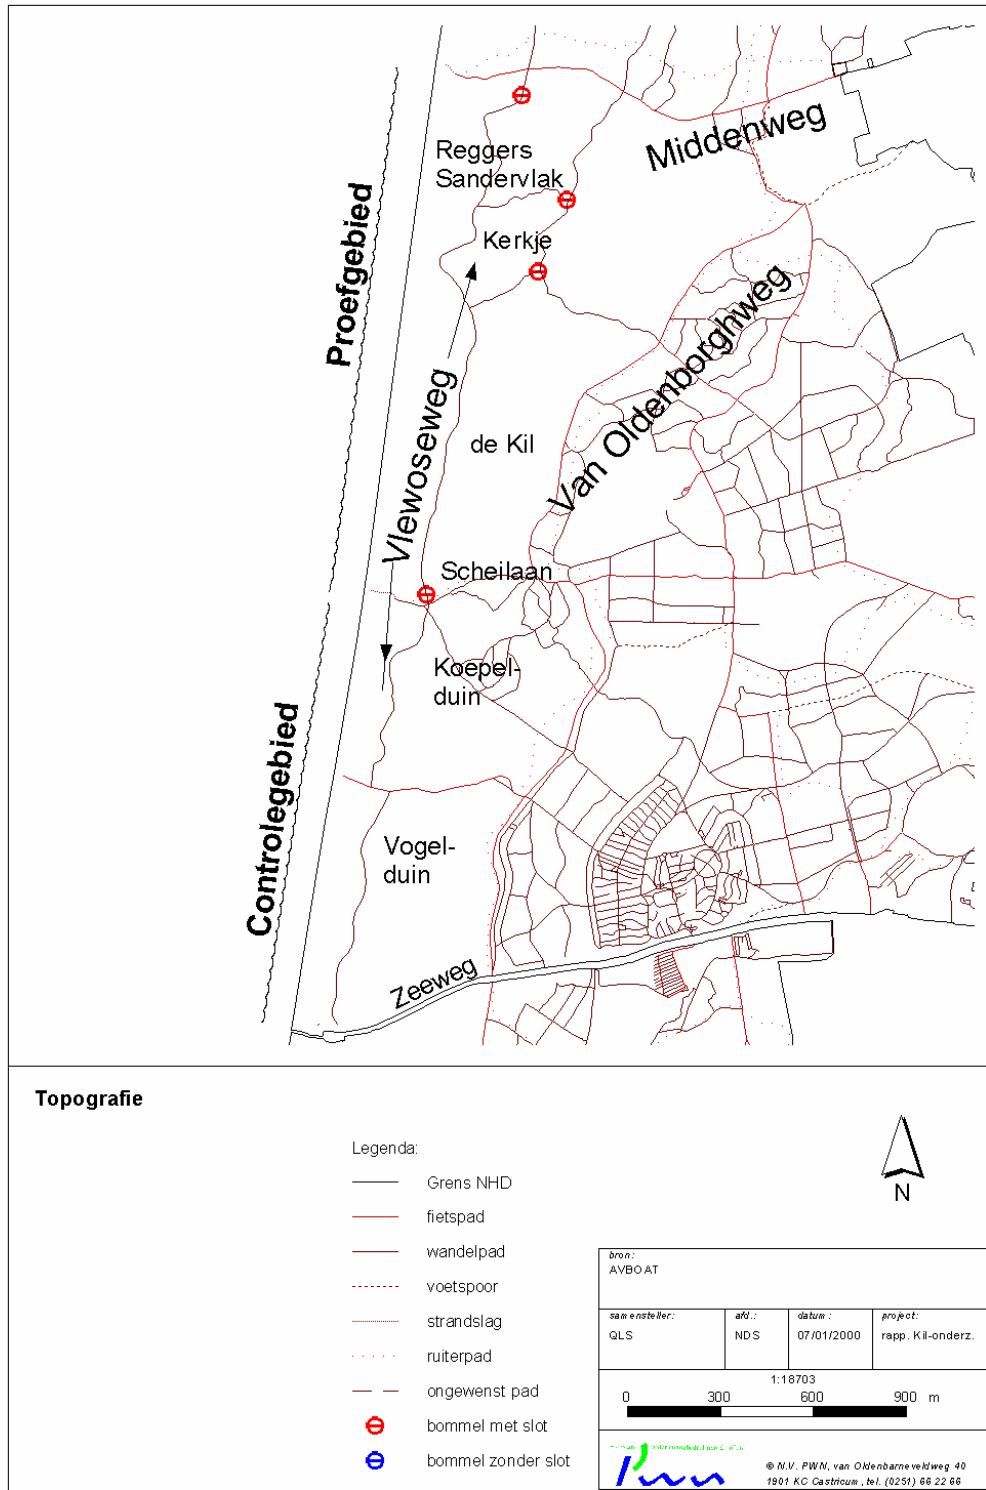 Middenweg
Reggers
Sandervlak
Kerkje
Proefgebied
Vlewoseweg
Van Oldenborghweg
de Kil
Scheilaan
Koepel-
duin
Controlegebied
Vogel-
duin
Zeeweg
Topografie
Legenda:
Grens NHD
fietspad
wandelpad
voetspoor
strandslag
ruiterpad
ongewenst pad
bommel met slot
bommel zonder slot
N
bron:
AVBOAT
samensteller:
QLS
afd.:
NDS
datum:
07/01/2000
project:
rapp. Kil-onderz.
1:18703
0 300 600 900 m
pwn
© N.V. PWN, van Oldenbarneveldweg 40
1901 KC Castricum, tel. (0251) 66 22 66